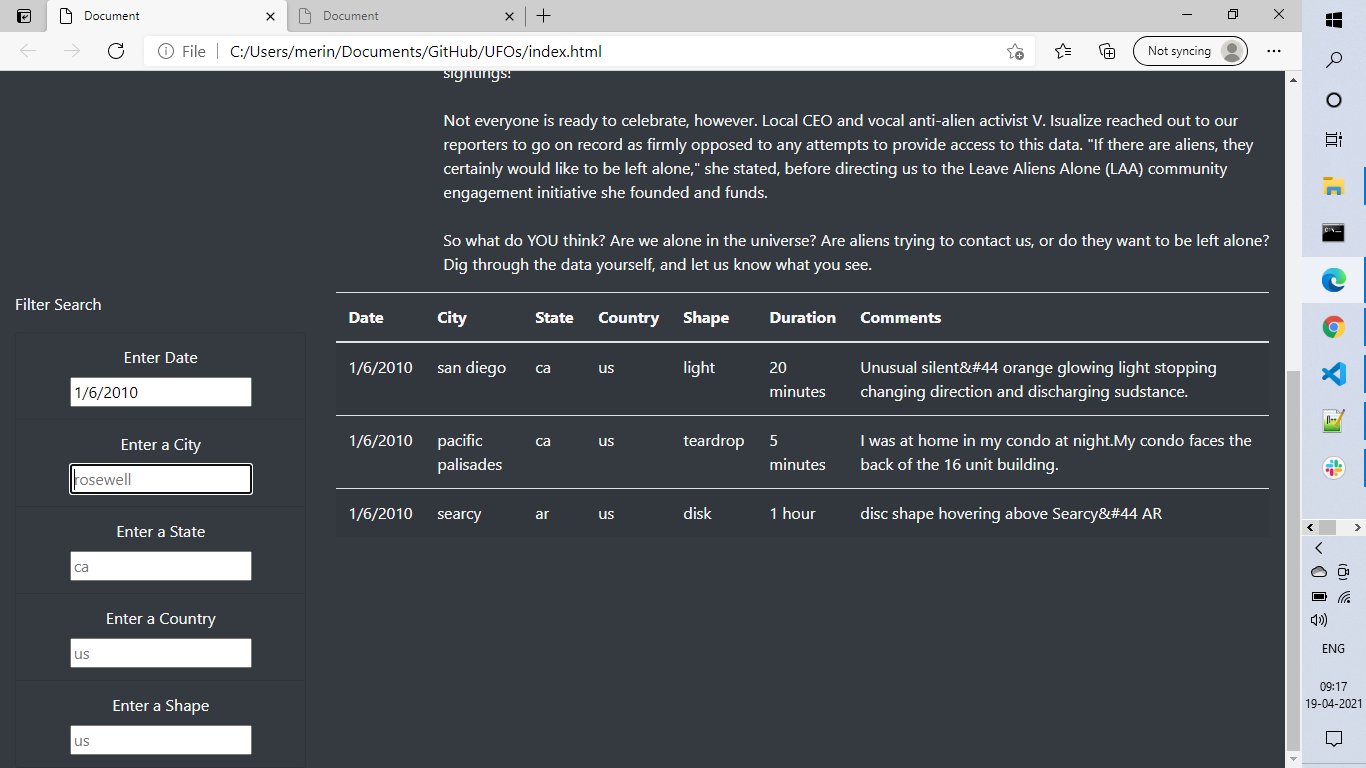 Document
Document
File
C:/Users/merin/Documents/GitHub/UFOs/index.html
Not syncing
sightings!
Not everyone is ready to celebrate, however. Local CEO and vocal anti-alien activist V. Isualize reached out to our
reporters to go on record as firmly opposed to any attempts to provide access to this data. "If there are aliens, they
certainly would like to be left alone," she stated, before directing us to the Leave Aliens Alone (LAA) community
engagement initiative she founded and funds.
So what do YOU think? Are we alone in the universe? Are aliens trying to contact us, or do they want to be left alone?
Dig through the data yourself, and let us know what you see.
Filter Search
Enter Date
1/6/2010
Enter a City
rosewell
Enter a State
ca
Enter a Country
us
Enter a Shape
us
Date City State Country Shape Duration Comments
1/6/2010 san diego ca us light 20 Unusual silent&#44 orange glowing light stopping
minutes changing direction and discharging sudstance.
1/6/2010 pacific ca us teardrop 5 I was at home in my condo at night.My condo faces the
palisades minutes back of the 16 unit building.
1/6/2010 searcy ar us disk 1 hour disc shape hovering above Searcy&#44 AR
ENG
09:17
19-04-2021